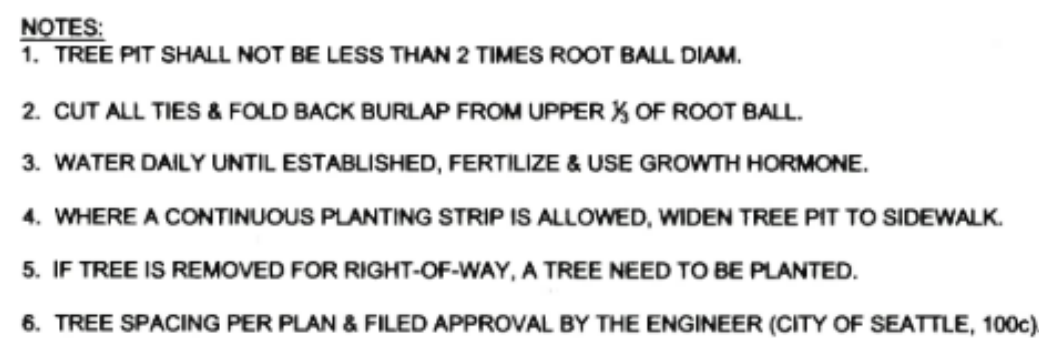 NOTES:
1. TREE PIT SHALL NOT BE LESS THAN 2 TIMES ROOT BALL DIAM.
2. CUT ALL TIES & FOLD BACK BURLAP FROM UPPER ⅓ OF ROOT BALL.
3. WATER DAILY UNTIL ESTABLISHED, FERTILIZE & USE GROWTH HORMONE.
4. WHERE A CONTINUOUS PLANTING STRIP IS ALLOWED, WIDEN TREE PIT TO SIDEWALK.
5. IF TREE IS REMOVED FOR RIGHT-OF-WAY, A TREE NEED TO BE PLANTED.
6. TREE SPACING PER PLAN & FILED APPROVAL BY THE ENGINEER (CITY OF SEATTLE, 100c).